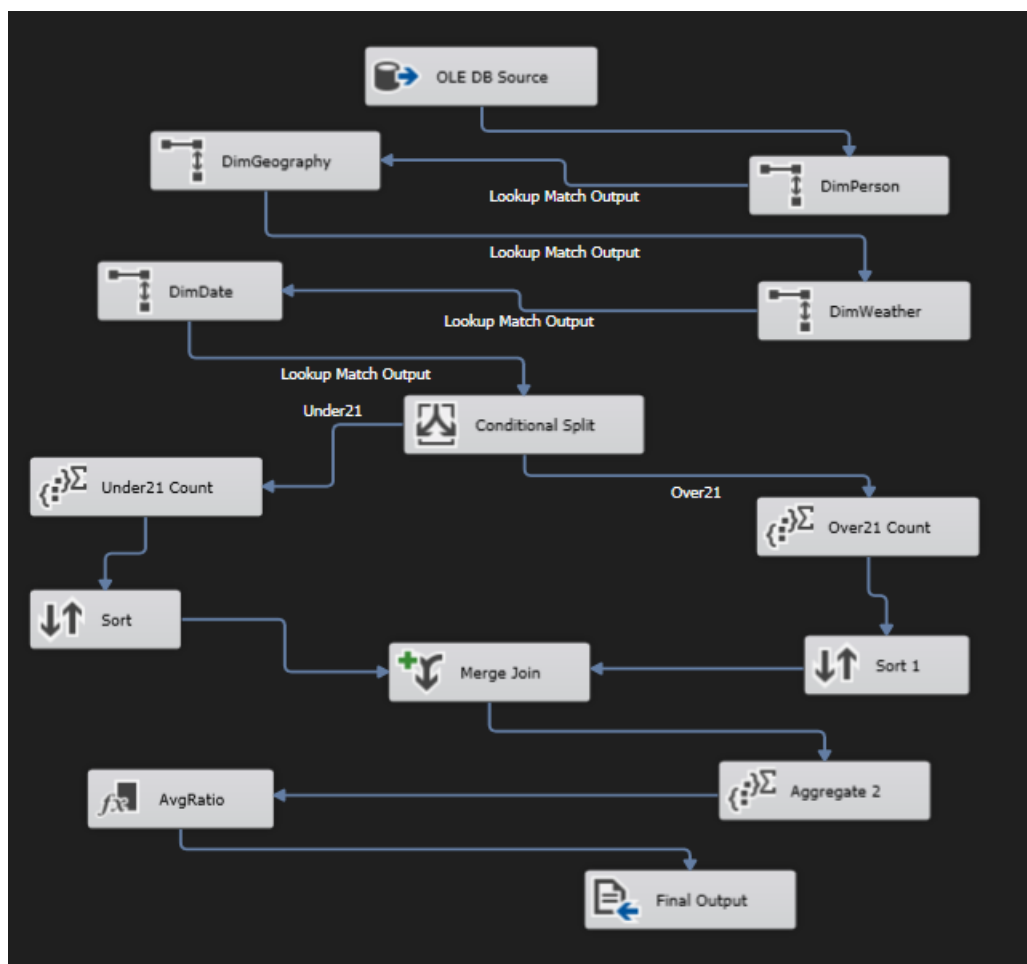 OLE DB Source
DimGeography
DimPerson
Lookup Match Output
Lookup Match Output
DimDate
DimWeather
Lookup Match Output
Lookup Match Output
Under21
Conditional Split
Under21 Count
Over21
Over21 Count
Sort
Merge Join
Sort 1
AvgRatio
Aggregate 2
Final Output